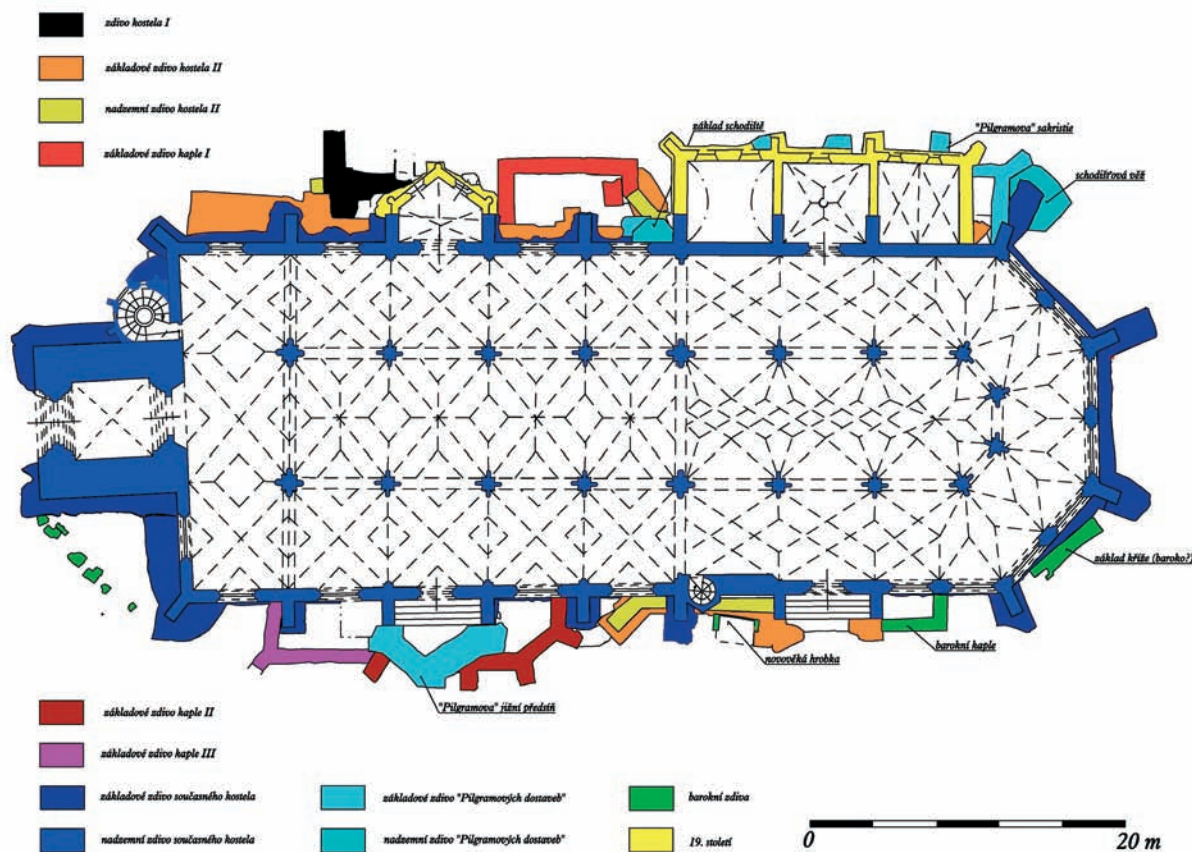 zdivo kostela I
základové zdivo kostela II
nadzemní zdivo kostela II
základové zdivo kaple I
základ schodiště
"Pilgramova" sakristie
schodišťová věž
základ kříže (baroko?)
barokní kaple
novověká hrobka
"Pilgramova" jižní předsíň
základové zdivo kaple II
základové zdivo kaple III
základové zdivo současného kostela
nadzemní zdivo současného kostela
základové zdivo "Pilgramových dostaveb"
nadzemní zdivo "Pilgramových dostaveb"
barokní zdiva
19. století
0
20 m